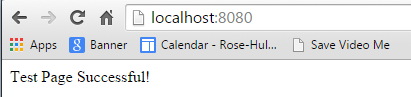 localhost:8080
Apps Banner Calendar - Rose-Hul... Save Video Me
Test Page Successful!